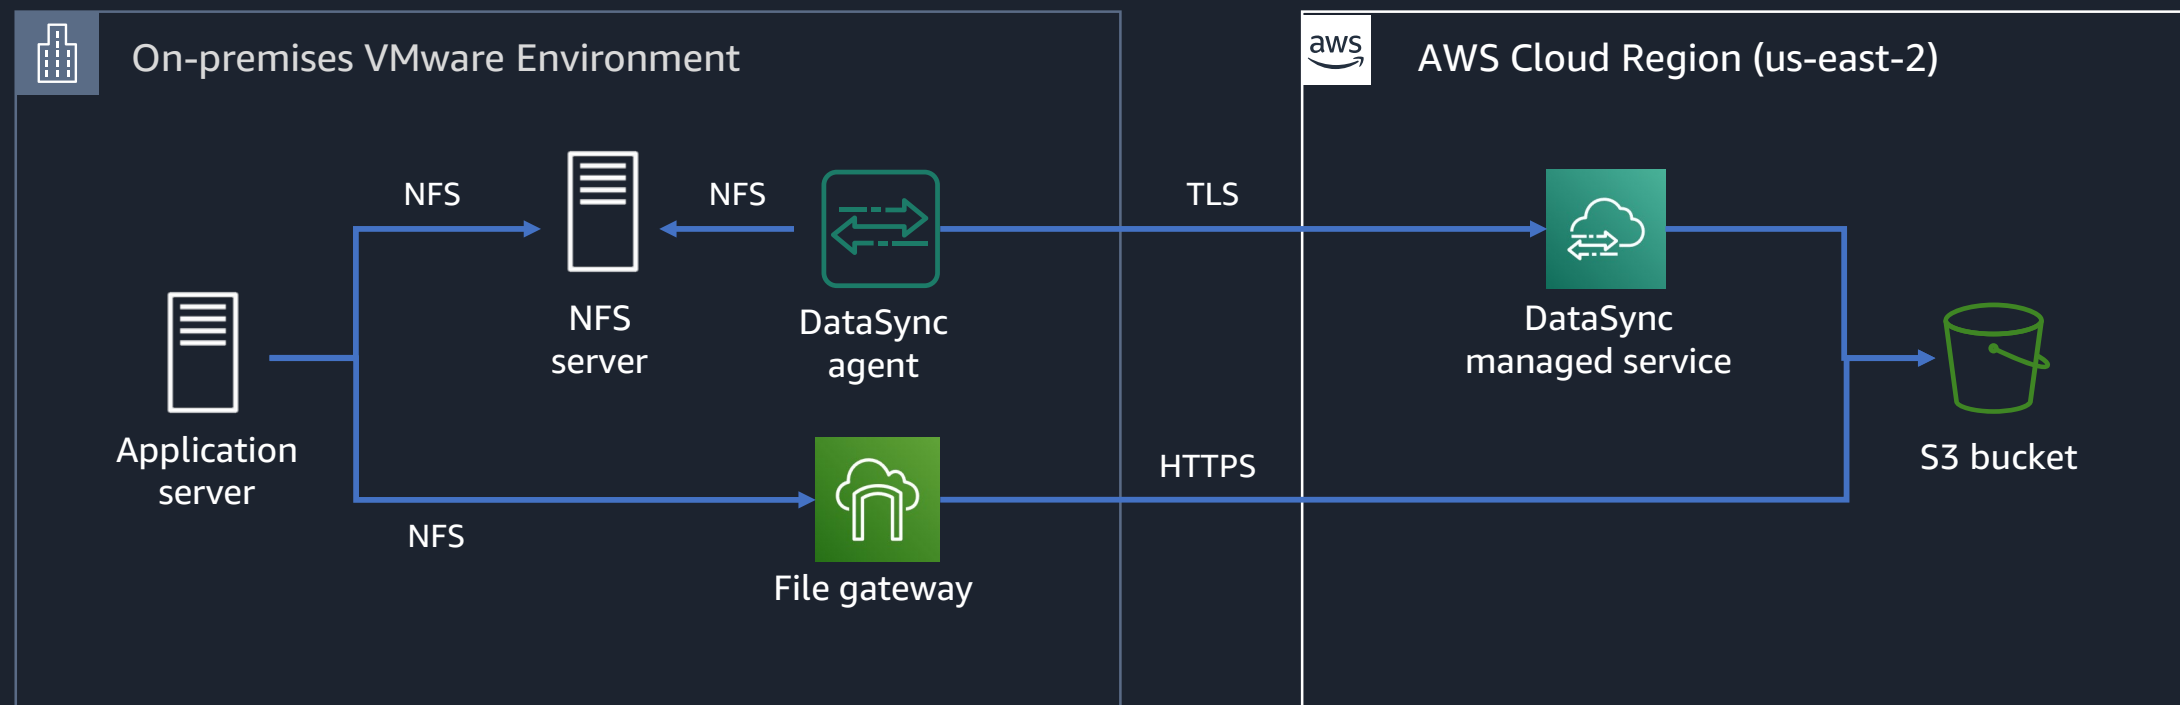 On-premises VMware Environment
aws
AWS Cloud Region (us-east-2)
NFS
NFS
TLS
NFS
server
DataSync
agent
DataSync
managed service
Application
server
HTTPS
S3 bucket
NFS
File gateway